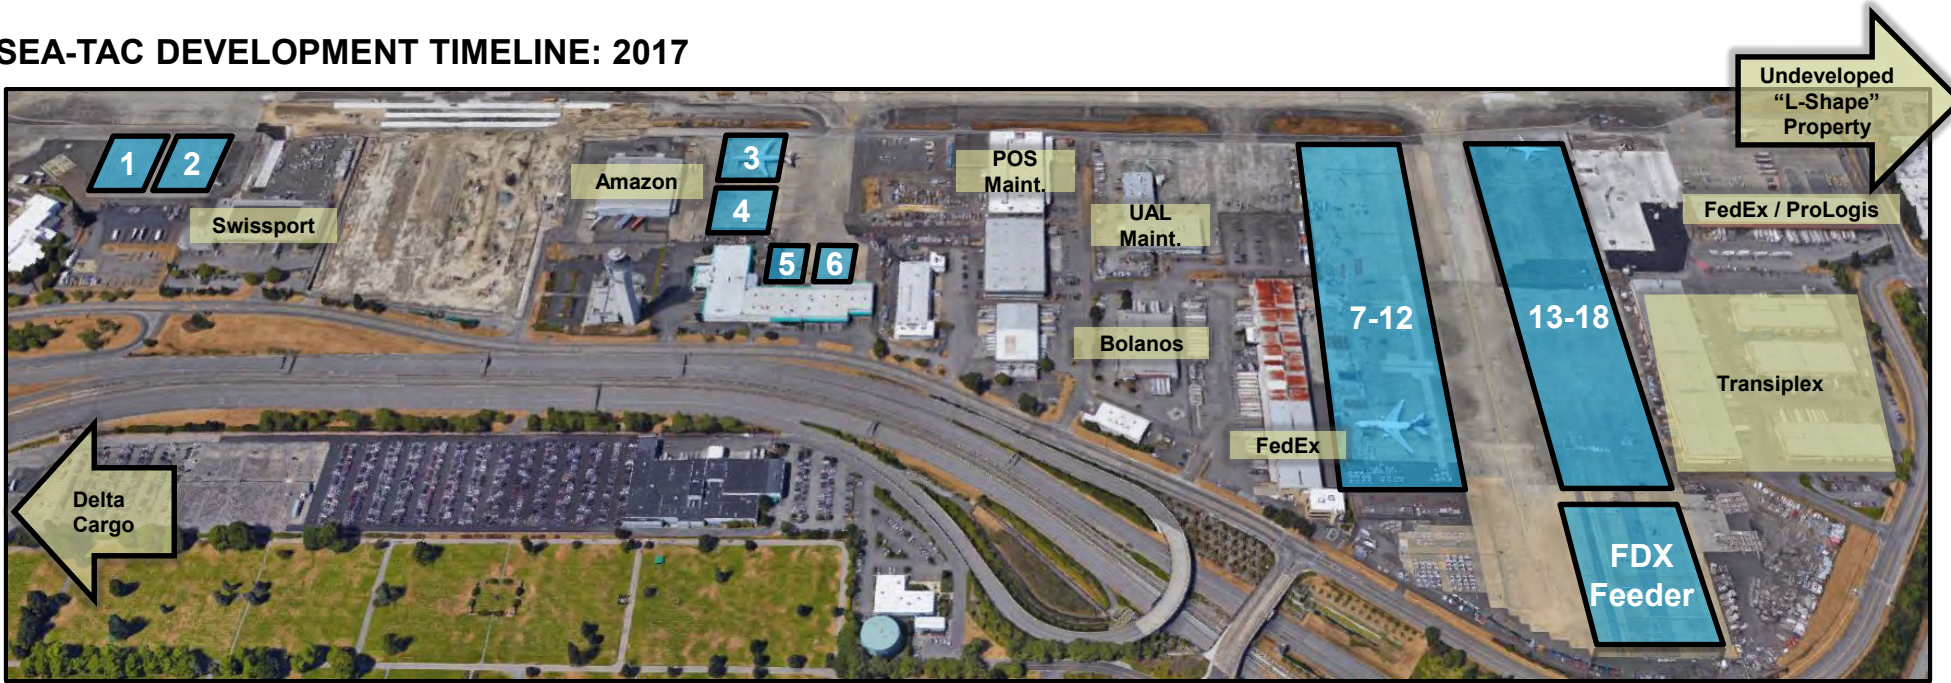 SEA-TAC DEVELOPMENT TIMELINE: 2017
Undeveloped
“L-Shape”
Property
1
2
3
4
5
6
Swissport
Amazon
POS
Maint.
UAL
Maint.
Bolanos
FedEx
7-12
13-18
FedEx / ProLogis
Transiplex
Delta
Cargo
FDX
Feeder